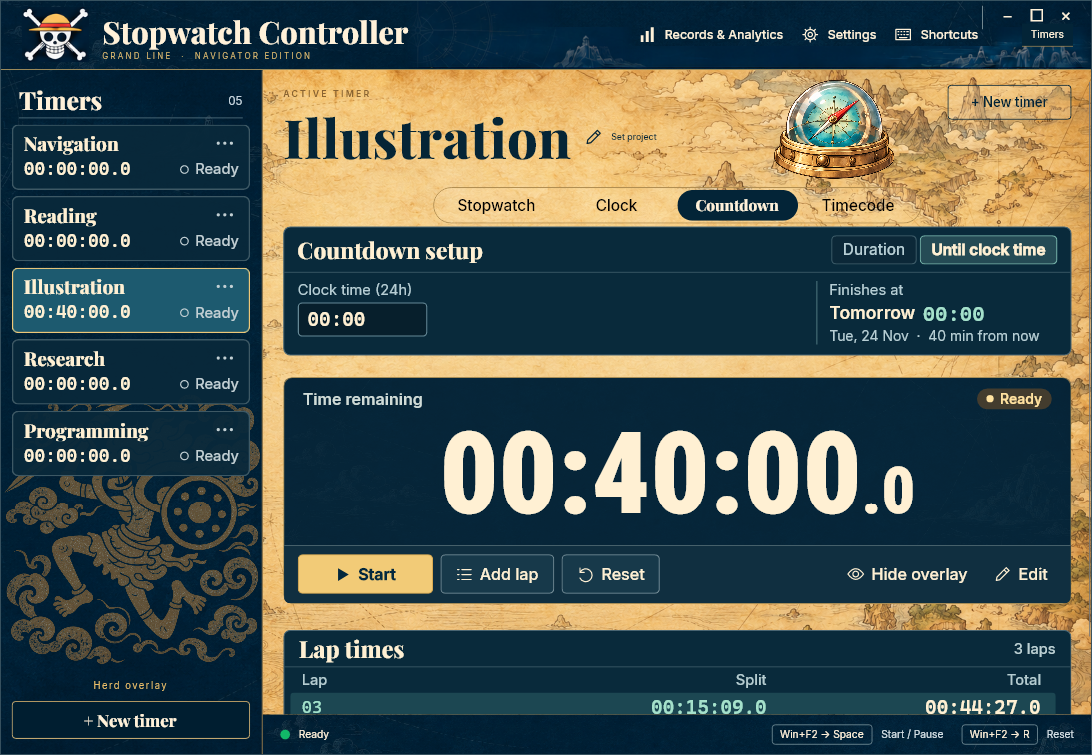 Stopwatch Controller
GRAND LINE · NAVIGATOR EDITION
Records & Analytics
Settings
Shortcuts
Timers
Timers
05
Navigation
00:00:00.0
Ready
Reading
00:00:00.0
Ready
Illustration
00:40:00.0
Ready
Research
00:00:00.0
Ready
Programming
00:00:00.0
Ready
Herd overlay
+ New timer
ACTIVE TIMER
Illustration
Set project
+ New timer
Stopwatch
Clock
Countdown
Timecode
Countdown setup
Duration
Until clock time
Clock time (24h)
00:00
Finishes at
Tomorrow 00:00
Tue, 24 Nov · 40 min from now
Time remaining
Ready
00:40:00.0
Start
Add lap
Reset
Hide overlay
Edit
Lap times
3 laps
Lap
Split
Total
03
00:15:09.0
00:44:27.0
Ready
Win+F2 → Space
Start / Pause
Win+F2 → R
Reset